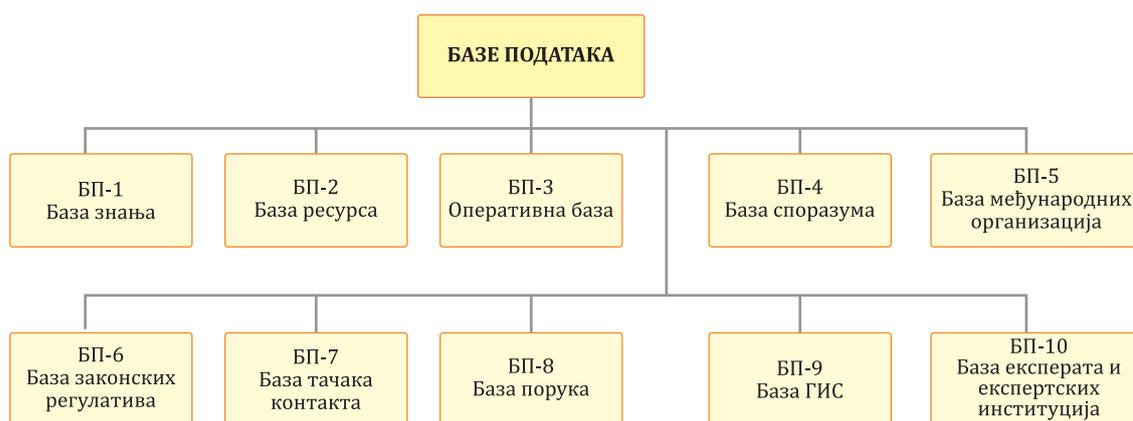 БАЗЕ ПОДАТАКА
БП-1
База знања
БП-2
База ресурса
БП-3
Оперативна база
БП-4
База споразума
БП-5
База међународних
организација
БП-6
База законских
регулатива
БП-7
База тачака
контакта
БП-8
База порука
БП-9
База ГИС
БП-10
База експерата и
експертских
институција